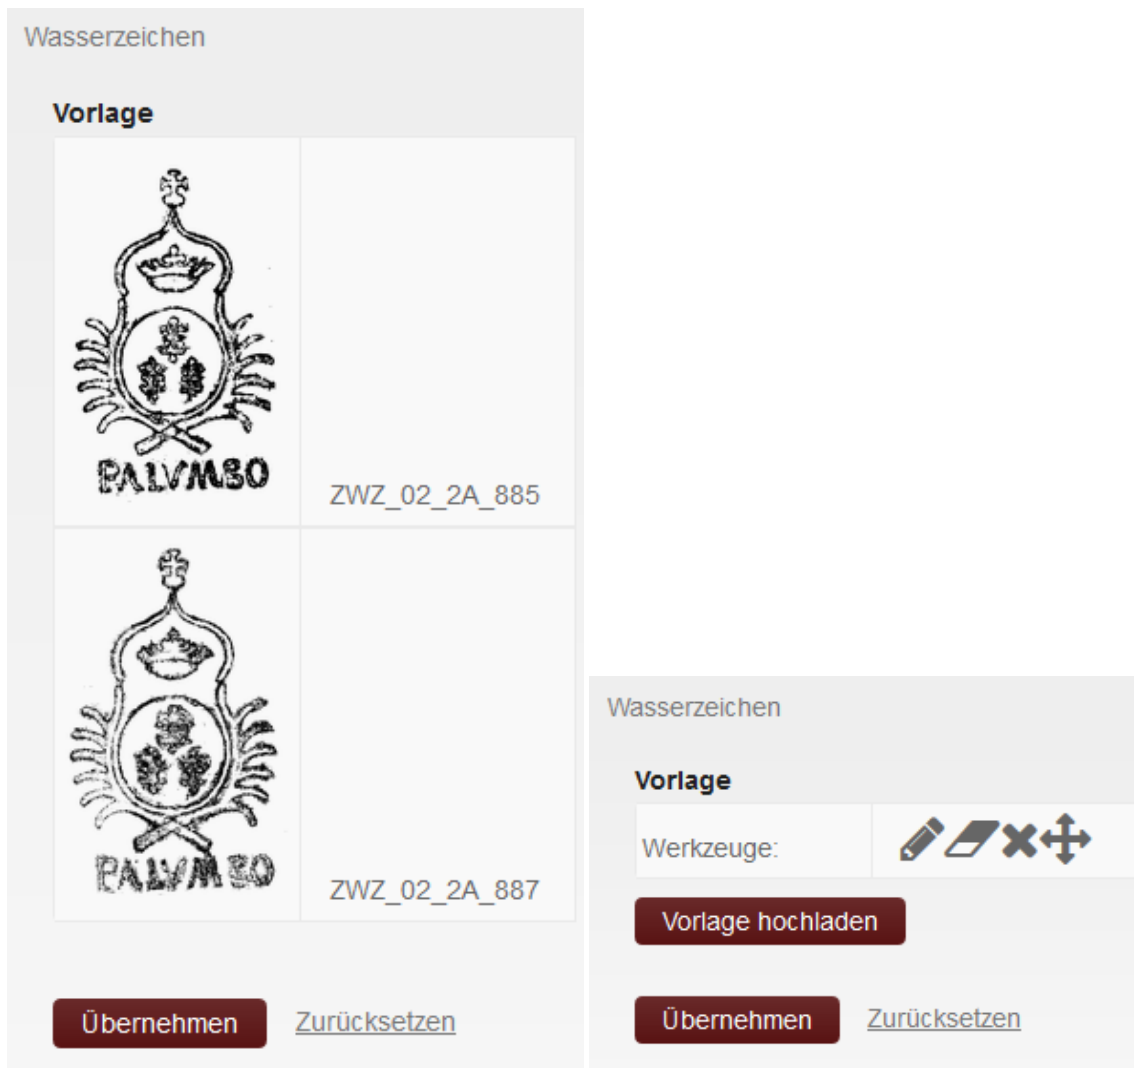 Wasserzeichen
Vorlage
PALVMBO
ZWZ_02_2A_885
PALVMBO
ZWZ_02_2A_887
Übernehmen Zurücksetzen
Wasserzeichen
Vorlage
Werkzeuge:
Vorlage hochladen
Übernehmen Zurücksetzen